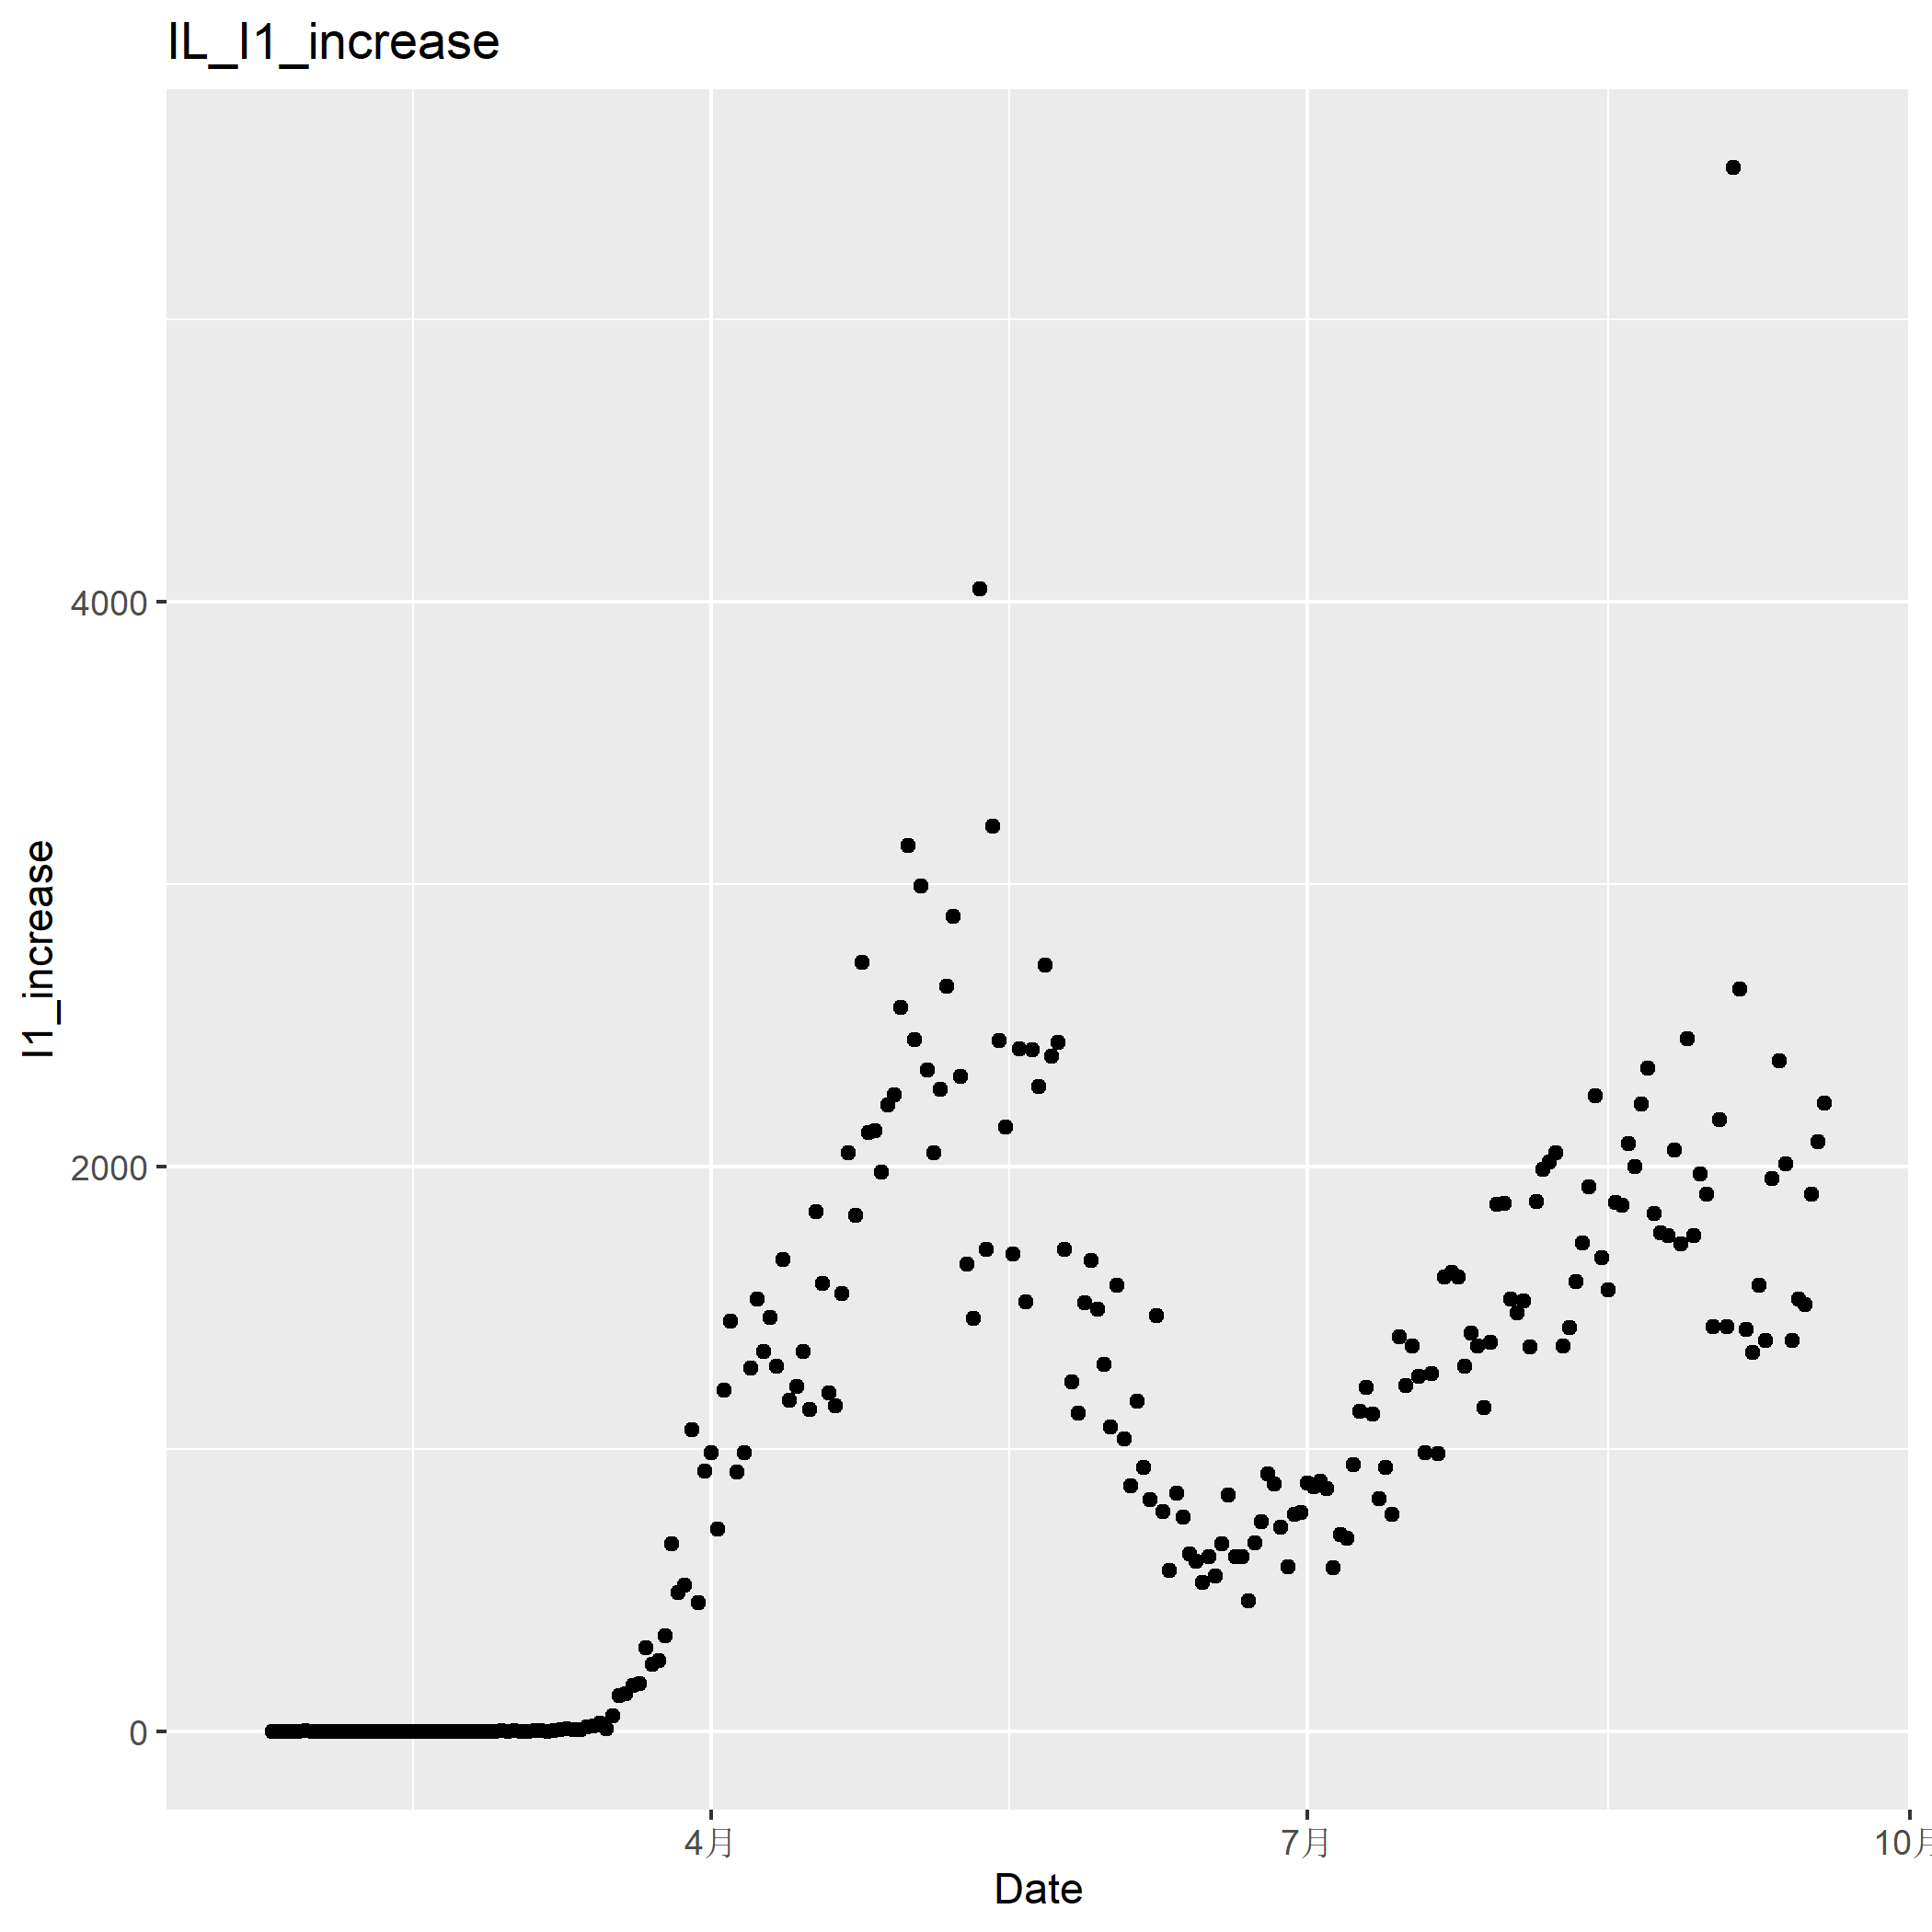 IL_I1_increase
I1_increase
4000
2000
0
4月
7月
10月
Date